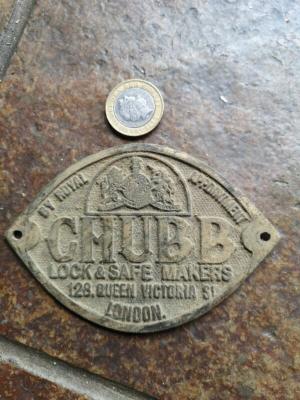 BY ROYAL APPOINTMENT
CHUBB
LOCK & SAFE MAKERS
128. QUEEN VICTORIA ST
LONDON.